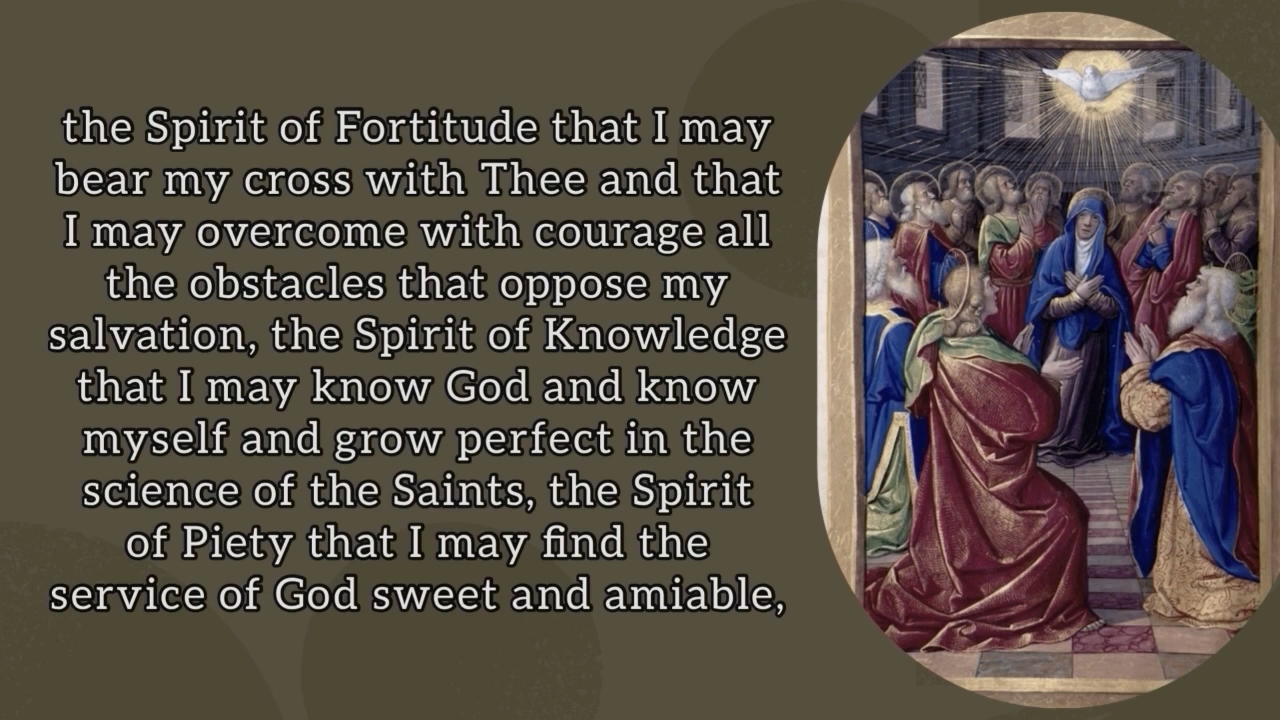 the Spirit of Fortitude that I may
bear my cross with Thee and that
I may overcome with courage all
the obstacles that oppose my
salvation, the Spirit of Knowledge
that I may know God and know
myself and grow perfect in the
science of the Saints, the Spirit
of Piety that I may find the
service of God sweet and amiable,